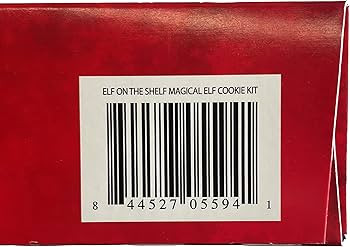 ELF ON THE SHELF MAGICAL ELF COOKIE KIT
8 44527 05594 1